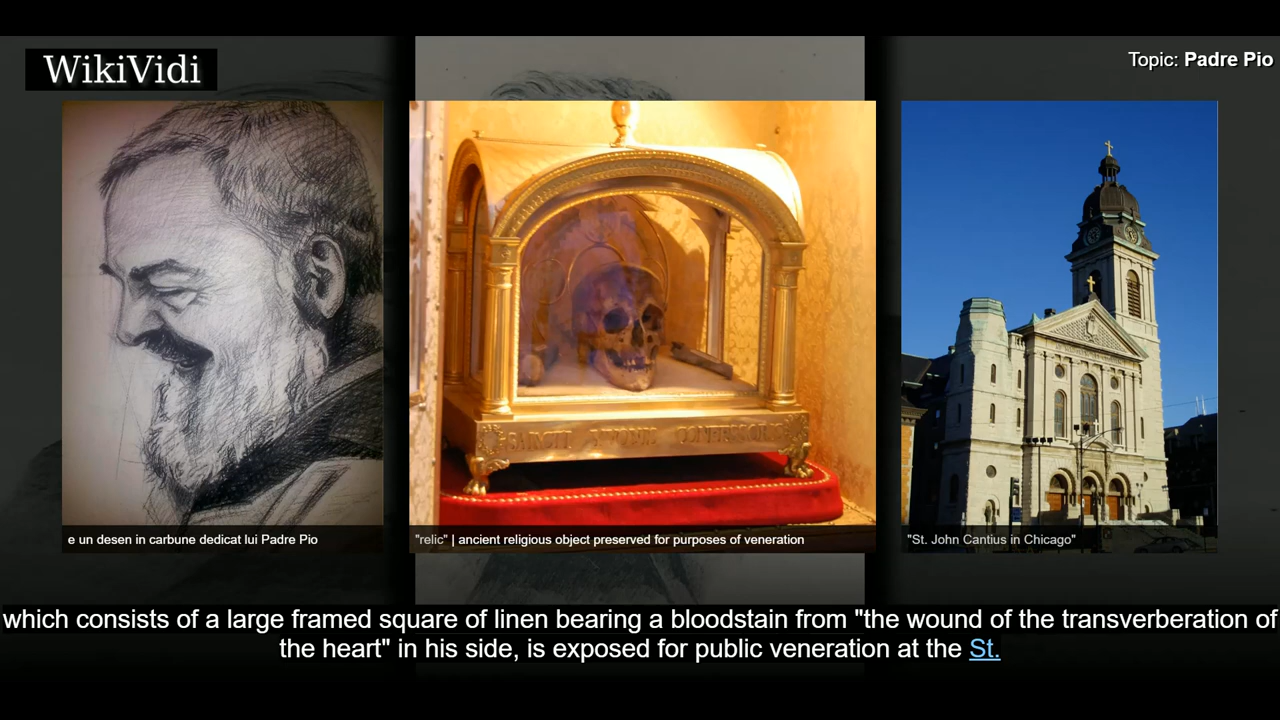 WikiVidi
Topic: Padre Pio
e un desen in carbune dedicat lui Padre Pio
"relic" | ancient religious object preserved for purposes of veneration
"St. John Cantius in Chicago"
which consists of a large framed square of linen bearing a bloodstain from "the wound of the transverberation of
the heart" in his side, is exposed for public veneration at the St.